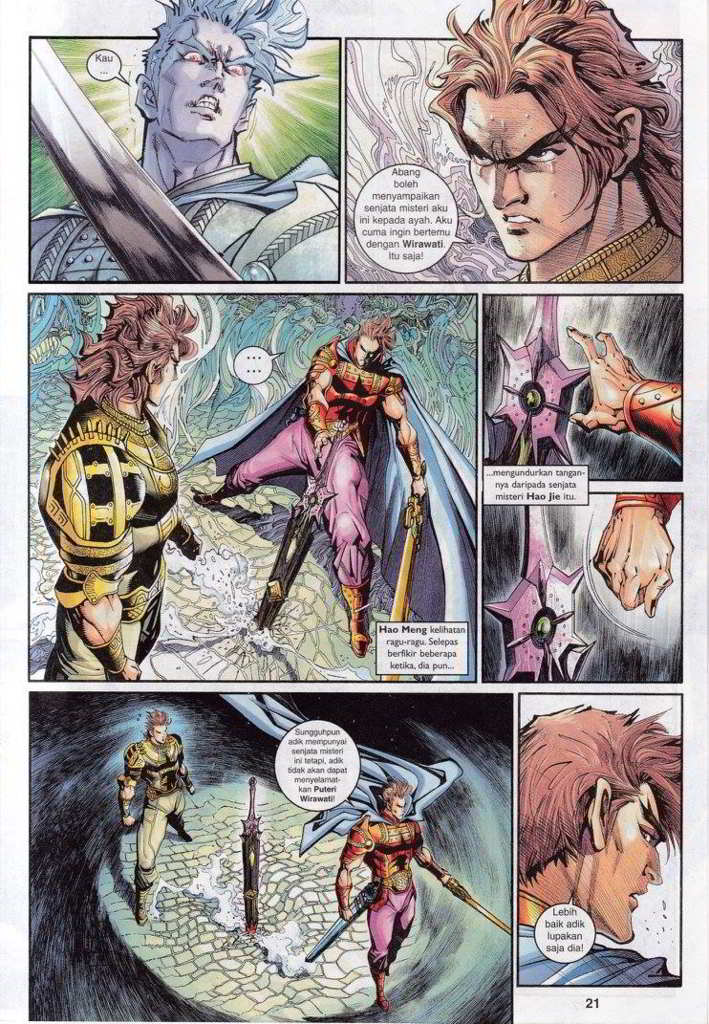 Kau
...
Abang
boleh
menyampaikan
senjata misteri aku
ini kepada ayah. Aku
cuma ingin bertemu
dengan Wirawati.
Itu saja!
...
...
Hao Meng kelihatan
ragu-ragu. Selepas
berfikir beberapa
ketika, dia pun...
...mengundurkan tangan-
nya daripada senjata
misteri Hao Jie itu.
Sungguhpun
adik mempunyai
senjata misteri
ini tetapi, adik
tidak akan dapat
menyelamat-
kan Puteri
Wirawati!
Lebih
baik adik
lupakan
saja dia!
21